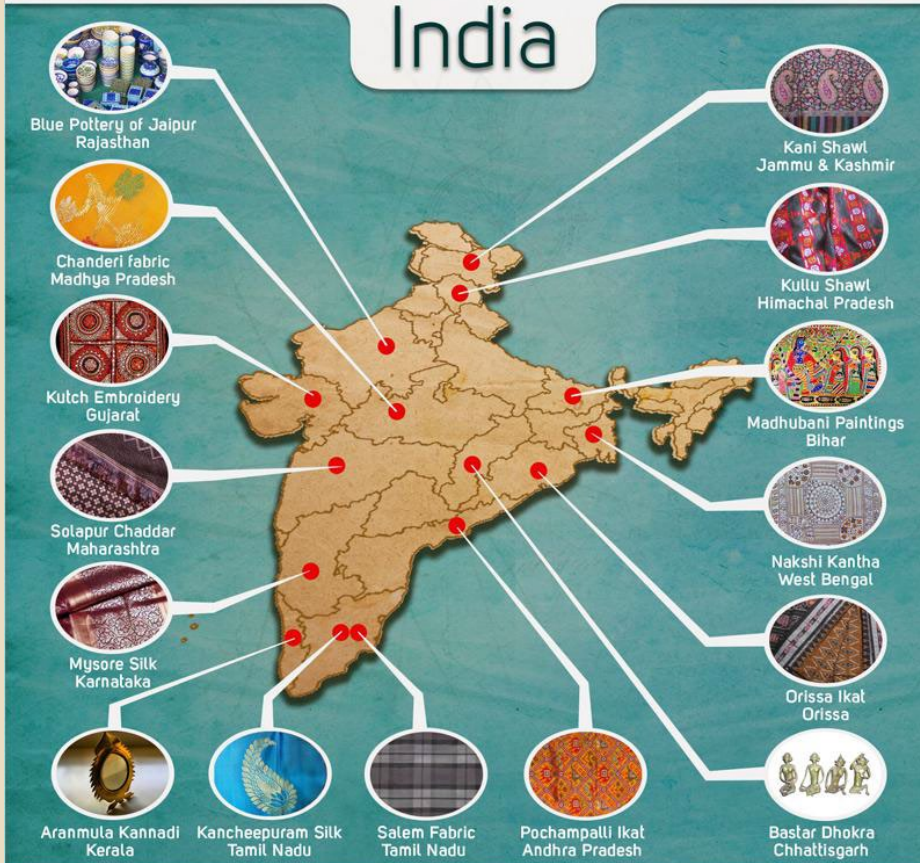 India
Blue Pottery of Jaipur
Rajasthan
Chanderi fabric
Madhya Pradesh
Kutch Embroidery
Gujarat
Solapur Chaddar
Maharashtra
Mysore Silk
Karnataka
Aranmula Kannadi
Kerala
Kancheepuram Silk
Tamil Nadu
Salem Fabric
Tamil Nadu
Pochampalli Ikat
Andhra Pradesh
Kani Shawl
Jammu & Kashmir
Kullu Shawl
Himachal Pradesh
Madhubani Paintings
Bihar
Nakshi Kantha
West Bengal
Orissa Ikat
Orissa
Bastar Dhokra
Chhattisgarh